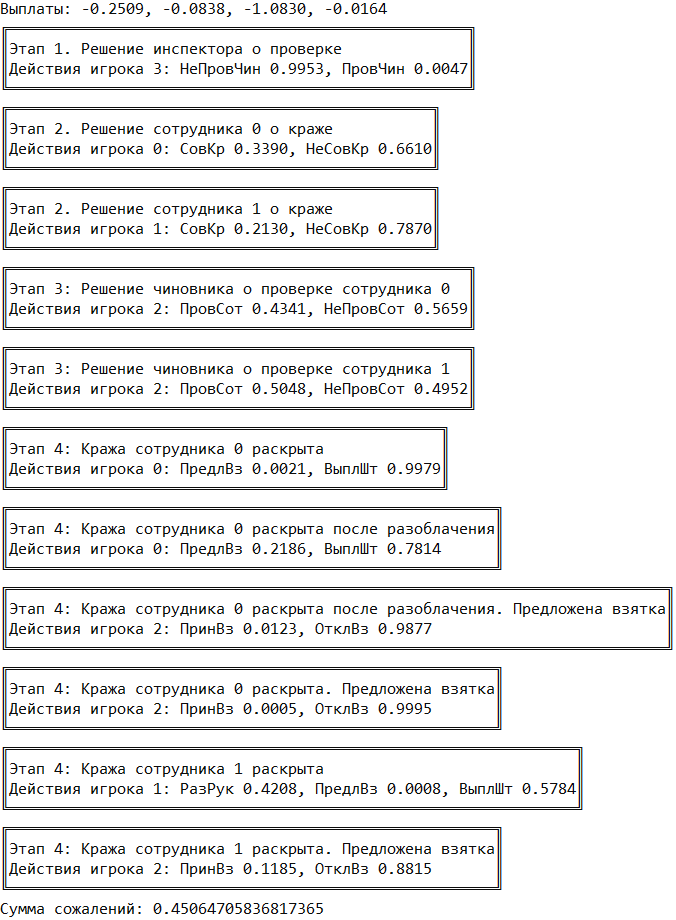 Выплаты: -0.2509, -0.0838, -1.0830, -0.0164
Этап 1. Решение инспектора о проверке
Действия игрока 3: НеПровЧин 0.9953, ПровЧин 0.0047
Этап 2. Решение сотрудника 0 о краже
Действия игрока 0: СовКр 0.3390, НеСовКр 0.6610
Этап 2. Решение сотрудника 1 о краже
Действия игрока 1: СовКр 0.2130, НеСовКр 0.7870
Этап 3: Решение чиновника о проверке сотрудника 0
Действия игрока 2: ПровСот 0.4341, НеПровСот 0.5659
Этап 3: Решение чиновника о проверке сотрудника 1
Действия игрока 2: ПровСот 0.5048, НеПровСот 0.4952
Этап 4: Кража сотрудника 0 раскрыта
Действия игрока 0: ПредлВз 0.0021, ВыплШт 0.9979
Этап 4: Кража сотрудника 0 раскрыта после разоблачения
Действия игрока 0: ПредлВз 0.2186, ВыплШт 0.7814
Этап 4: Кража сотрудника 0 раскрыта после разоблачения. Предложена взятка
Действия игрока 2: ПринВз 0.0123, ОтклВз 0.9877
Этап 4: Кража сотрудника 0 раскрыта. Предложена взятка
Действия игрока 2: ПринВз 0.0005, ОтклВз 0.9995
Этап 4: Кража сотрудника 1 раскрыта
Действия игрока 1: РазРук 0.4208, ПредлВз 0.0008, ВыплШт 0.5784
Этап 4: Кража сотрудника 1 раскрыта. Предложена взятка
Действия игрока 2: ПринВз 0.1185, ОтклВз 0.8815
Сумма сожалений: 0.45064705836817365